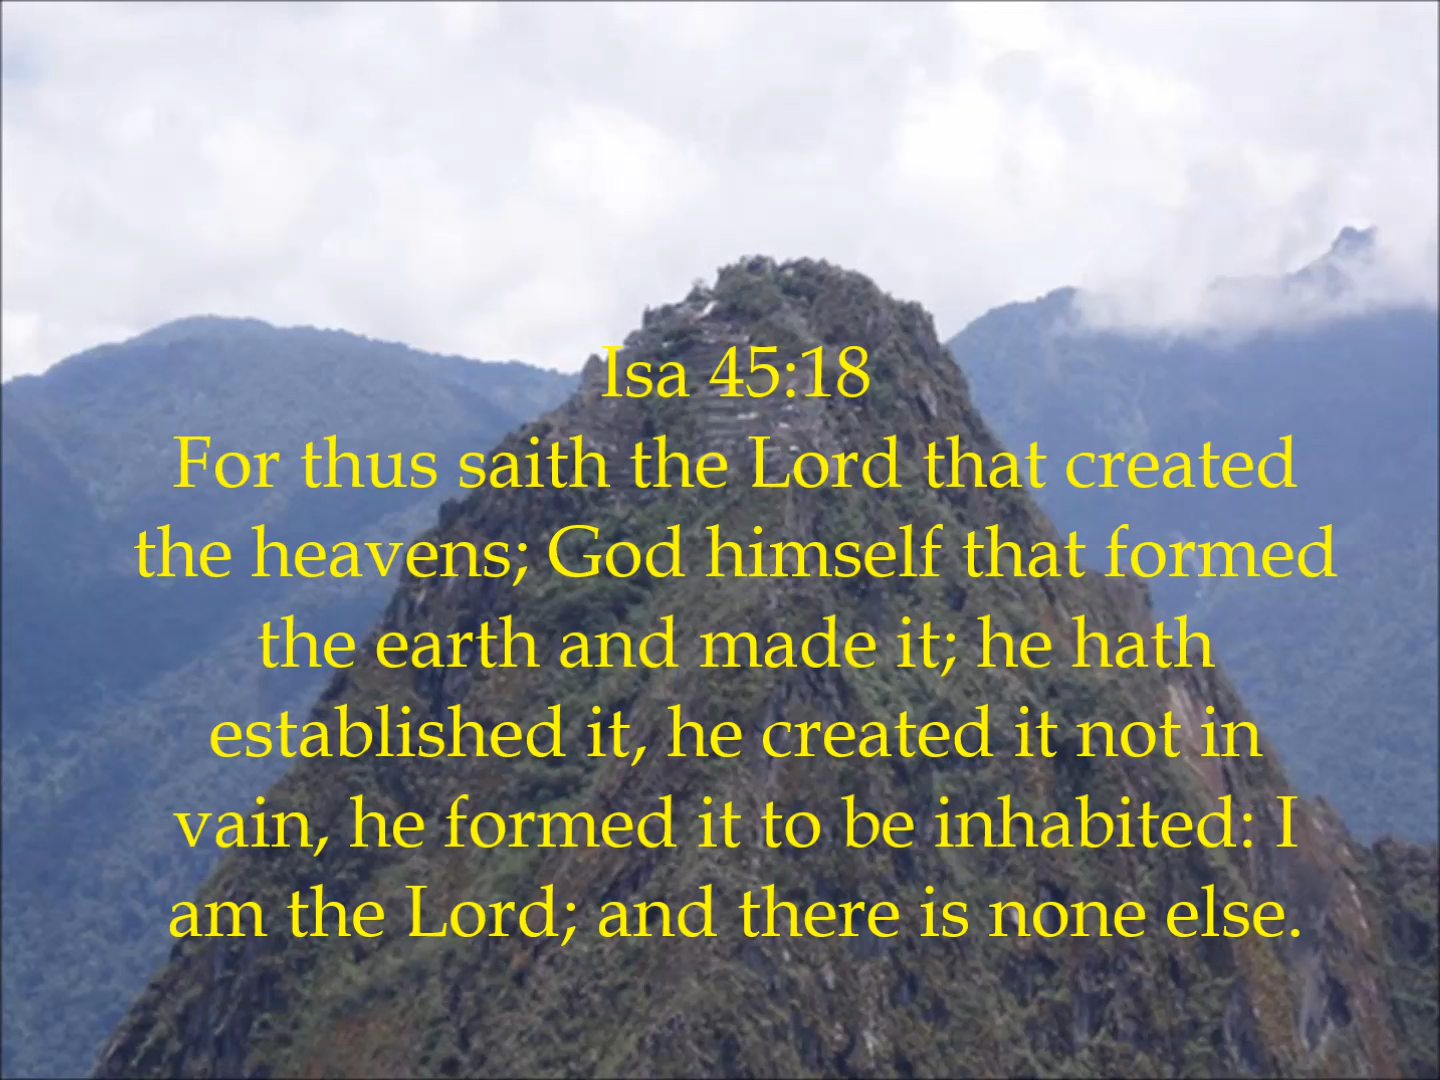 Isa 45:18
For thus saith the Lord that created
the heavens; God himself that formed
the earth and made it; he hath
established it, he created it not in
vain, he formed it to be inhabited: I
am the Lord; and there is none else.